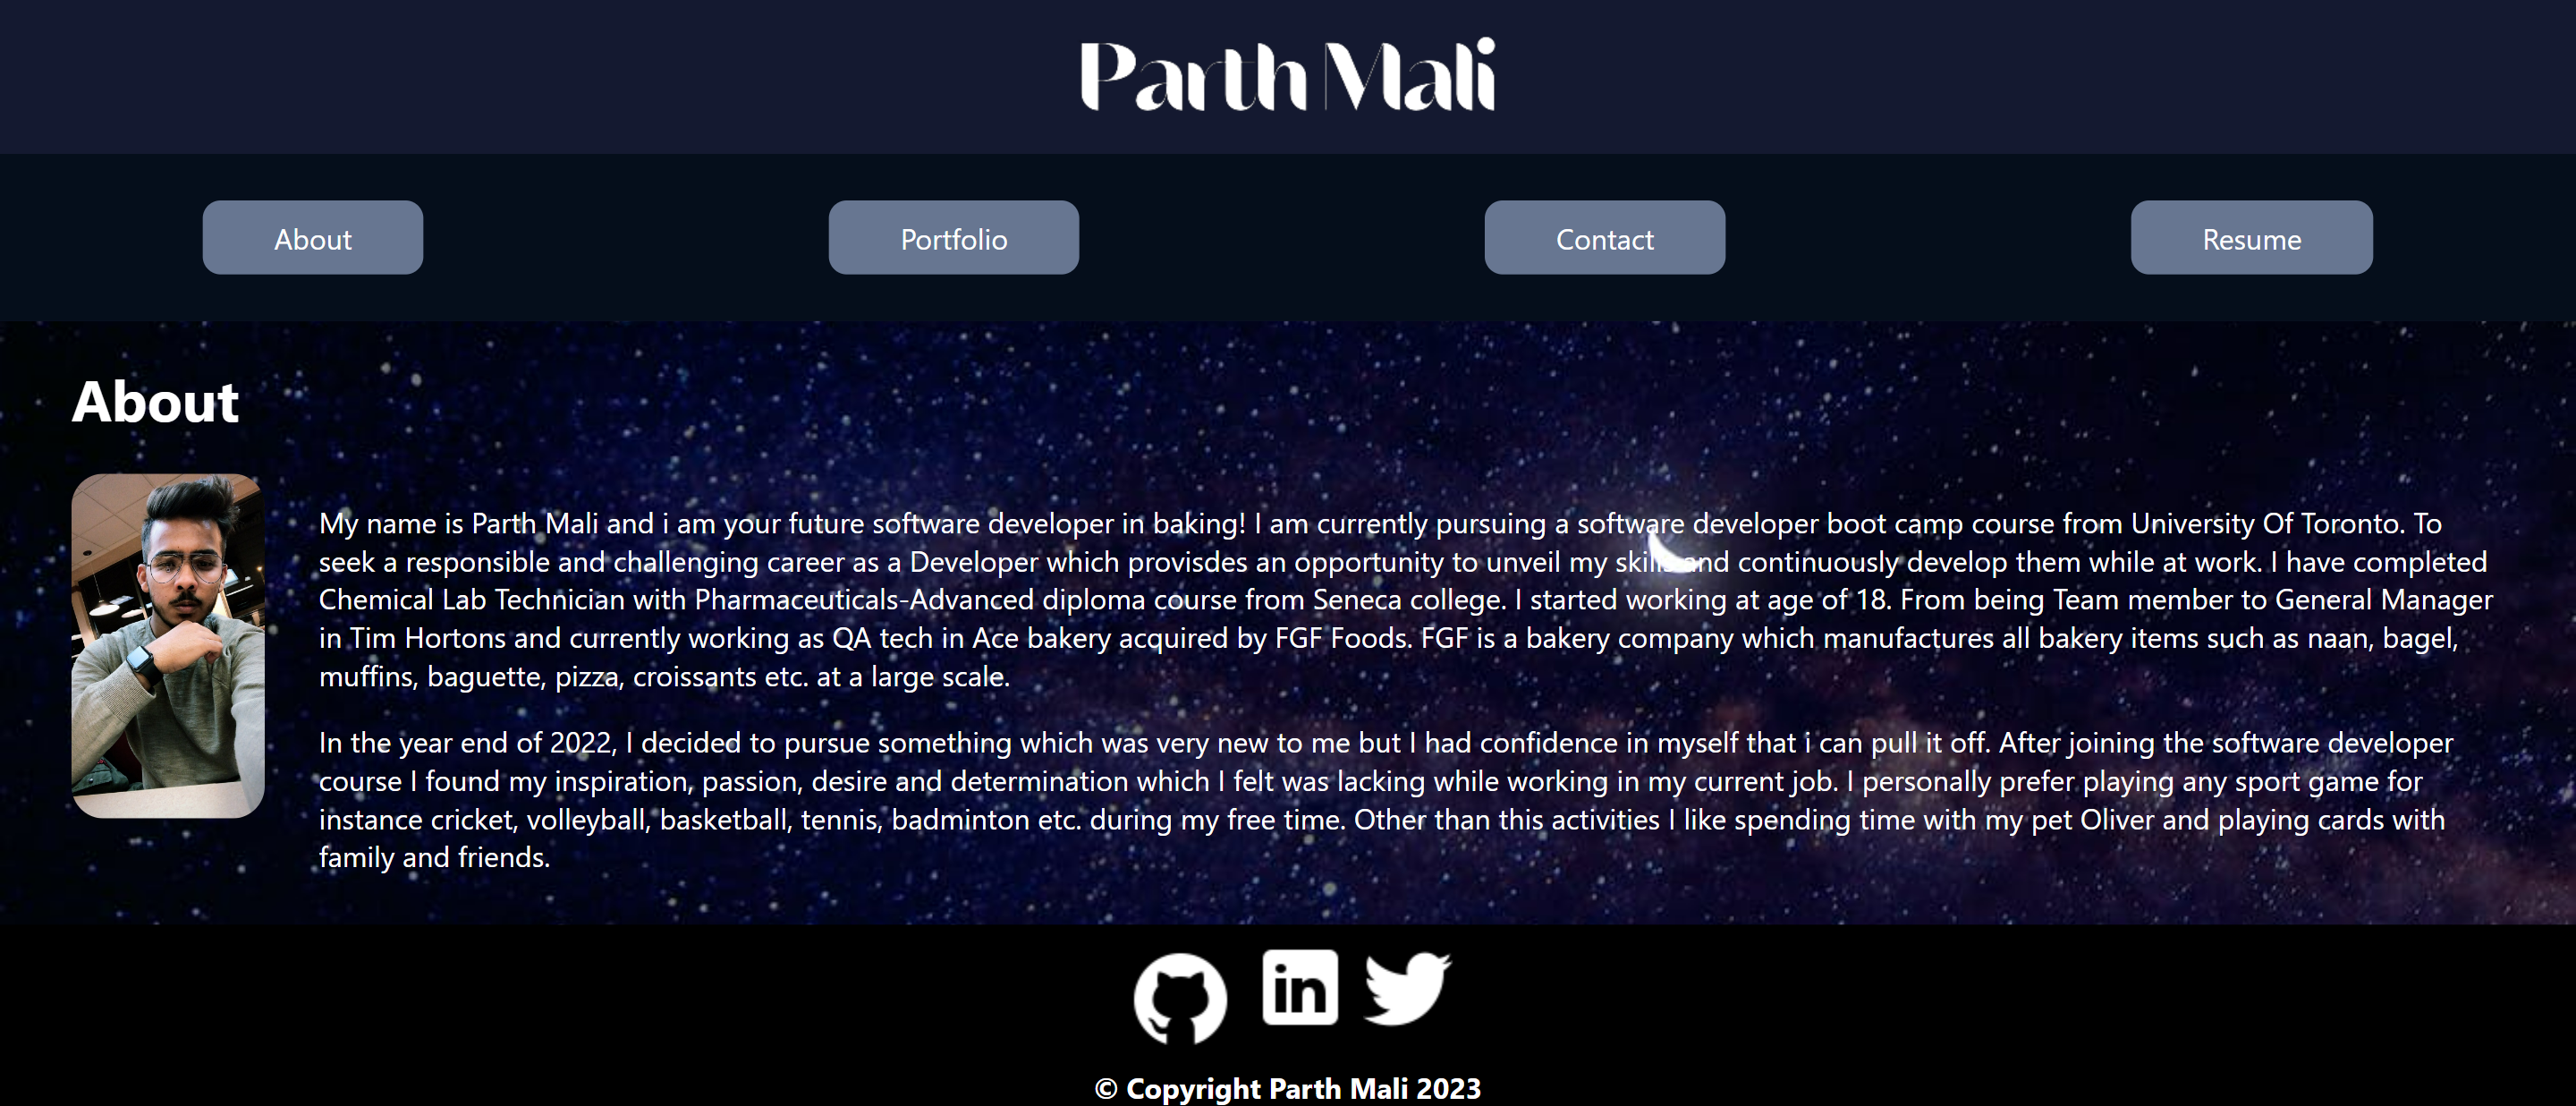 Parth Mali
About
Portfolio
Contact
Resume
About
My name is Parth Mali and i am your future software developer in baking! I am currently pursuing a software developer boot camp course from University Of Toronto. To
seek a responsible and challenging career as a Developer which provisdes an opportunity to unveil my skills and continuously develop them while at work. I have completed
Chemical Lab Technician with Pharmaceuticals-Advanced diploma course from Seneca college. I started working at age of 18. From being Team member to General Manager
in Tim Hortons and currently working as QA tech in Ace bakery acquired by FGF Foods. FGF is a bakery company which manufactures all bakery items such as naan, bagel,
muffins, baguette, pizza, croissants etc. at a large scale.
In the year end of 2022, I decided to pursue something which was very new to me but I had confidence in myself that i can pull it off. After joining the software developer
course I found my inspiration, passion, desire and determination which I felt was lacking while working in my current job. I personally prefer playing any sport game for
instance cricket, volleyball, basketball, tennis, badminton etc. during my free time. Other than this activities I like spending time with my pet Oliver and playing cards with
family and friends.
in
© Copyright Parth Mali 2023